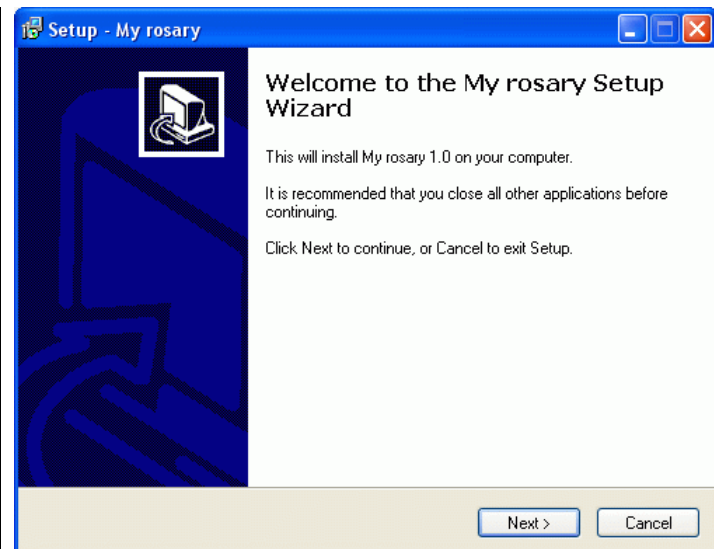 Setup - My rosary
Welcome to the My rosary Setup
Wizard
This will install My rosary 1.0 on your computer.
It is recommended that you close all other applications before
continuing.
Click Next to continue, or Cancel to exit Setup.
Next >
Cancel